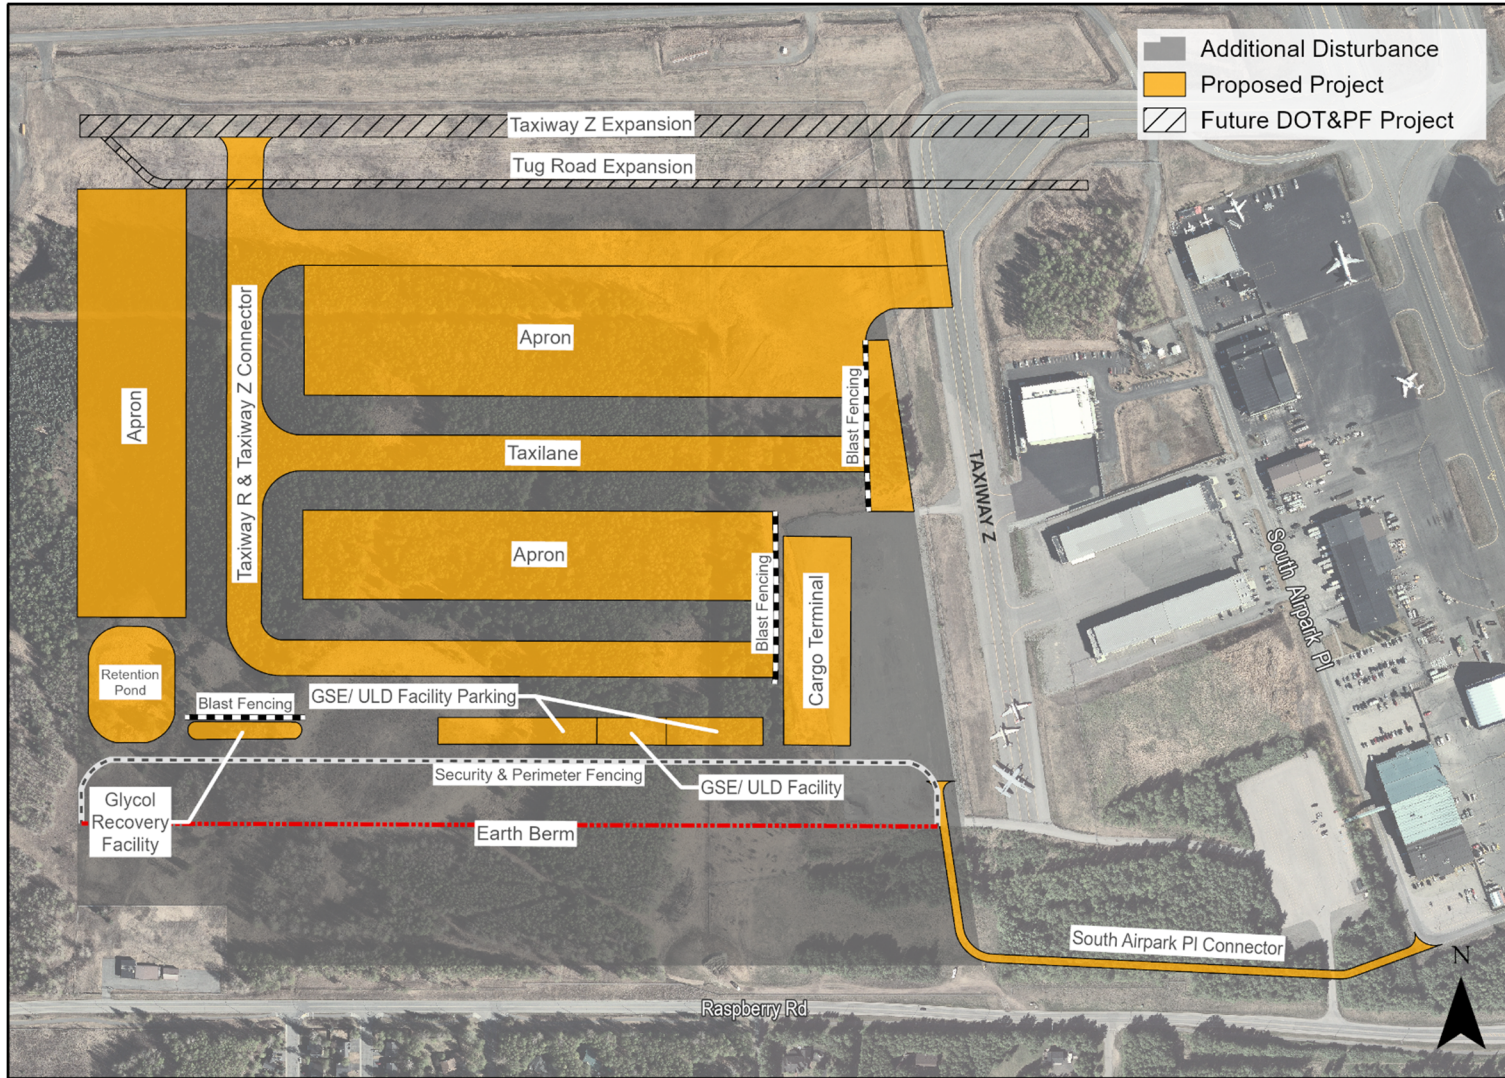 Additional Disturbance
Proposed Project
Future DOT&PF Project
Taxiway Z Expansion
Tug Road Expansion
Apron
Taxiway R & Taxiway Z Connector
Apron
Blast Fencing
Taxilane
TAXIWAY Z
Apron
Blast Fencing
Cargo Terminal
South Airpark Pl
Retention
Pond
Blast Fencing
GSE/ ULD Facility Parking
Security & Perimeter Fencing
GSE/ ULD Facility
Glycol
Recovery
Facility
Earth Berm
South Airpark Pl Connector
N
Raspberry Rd